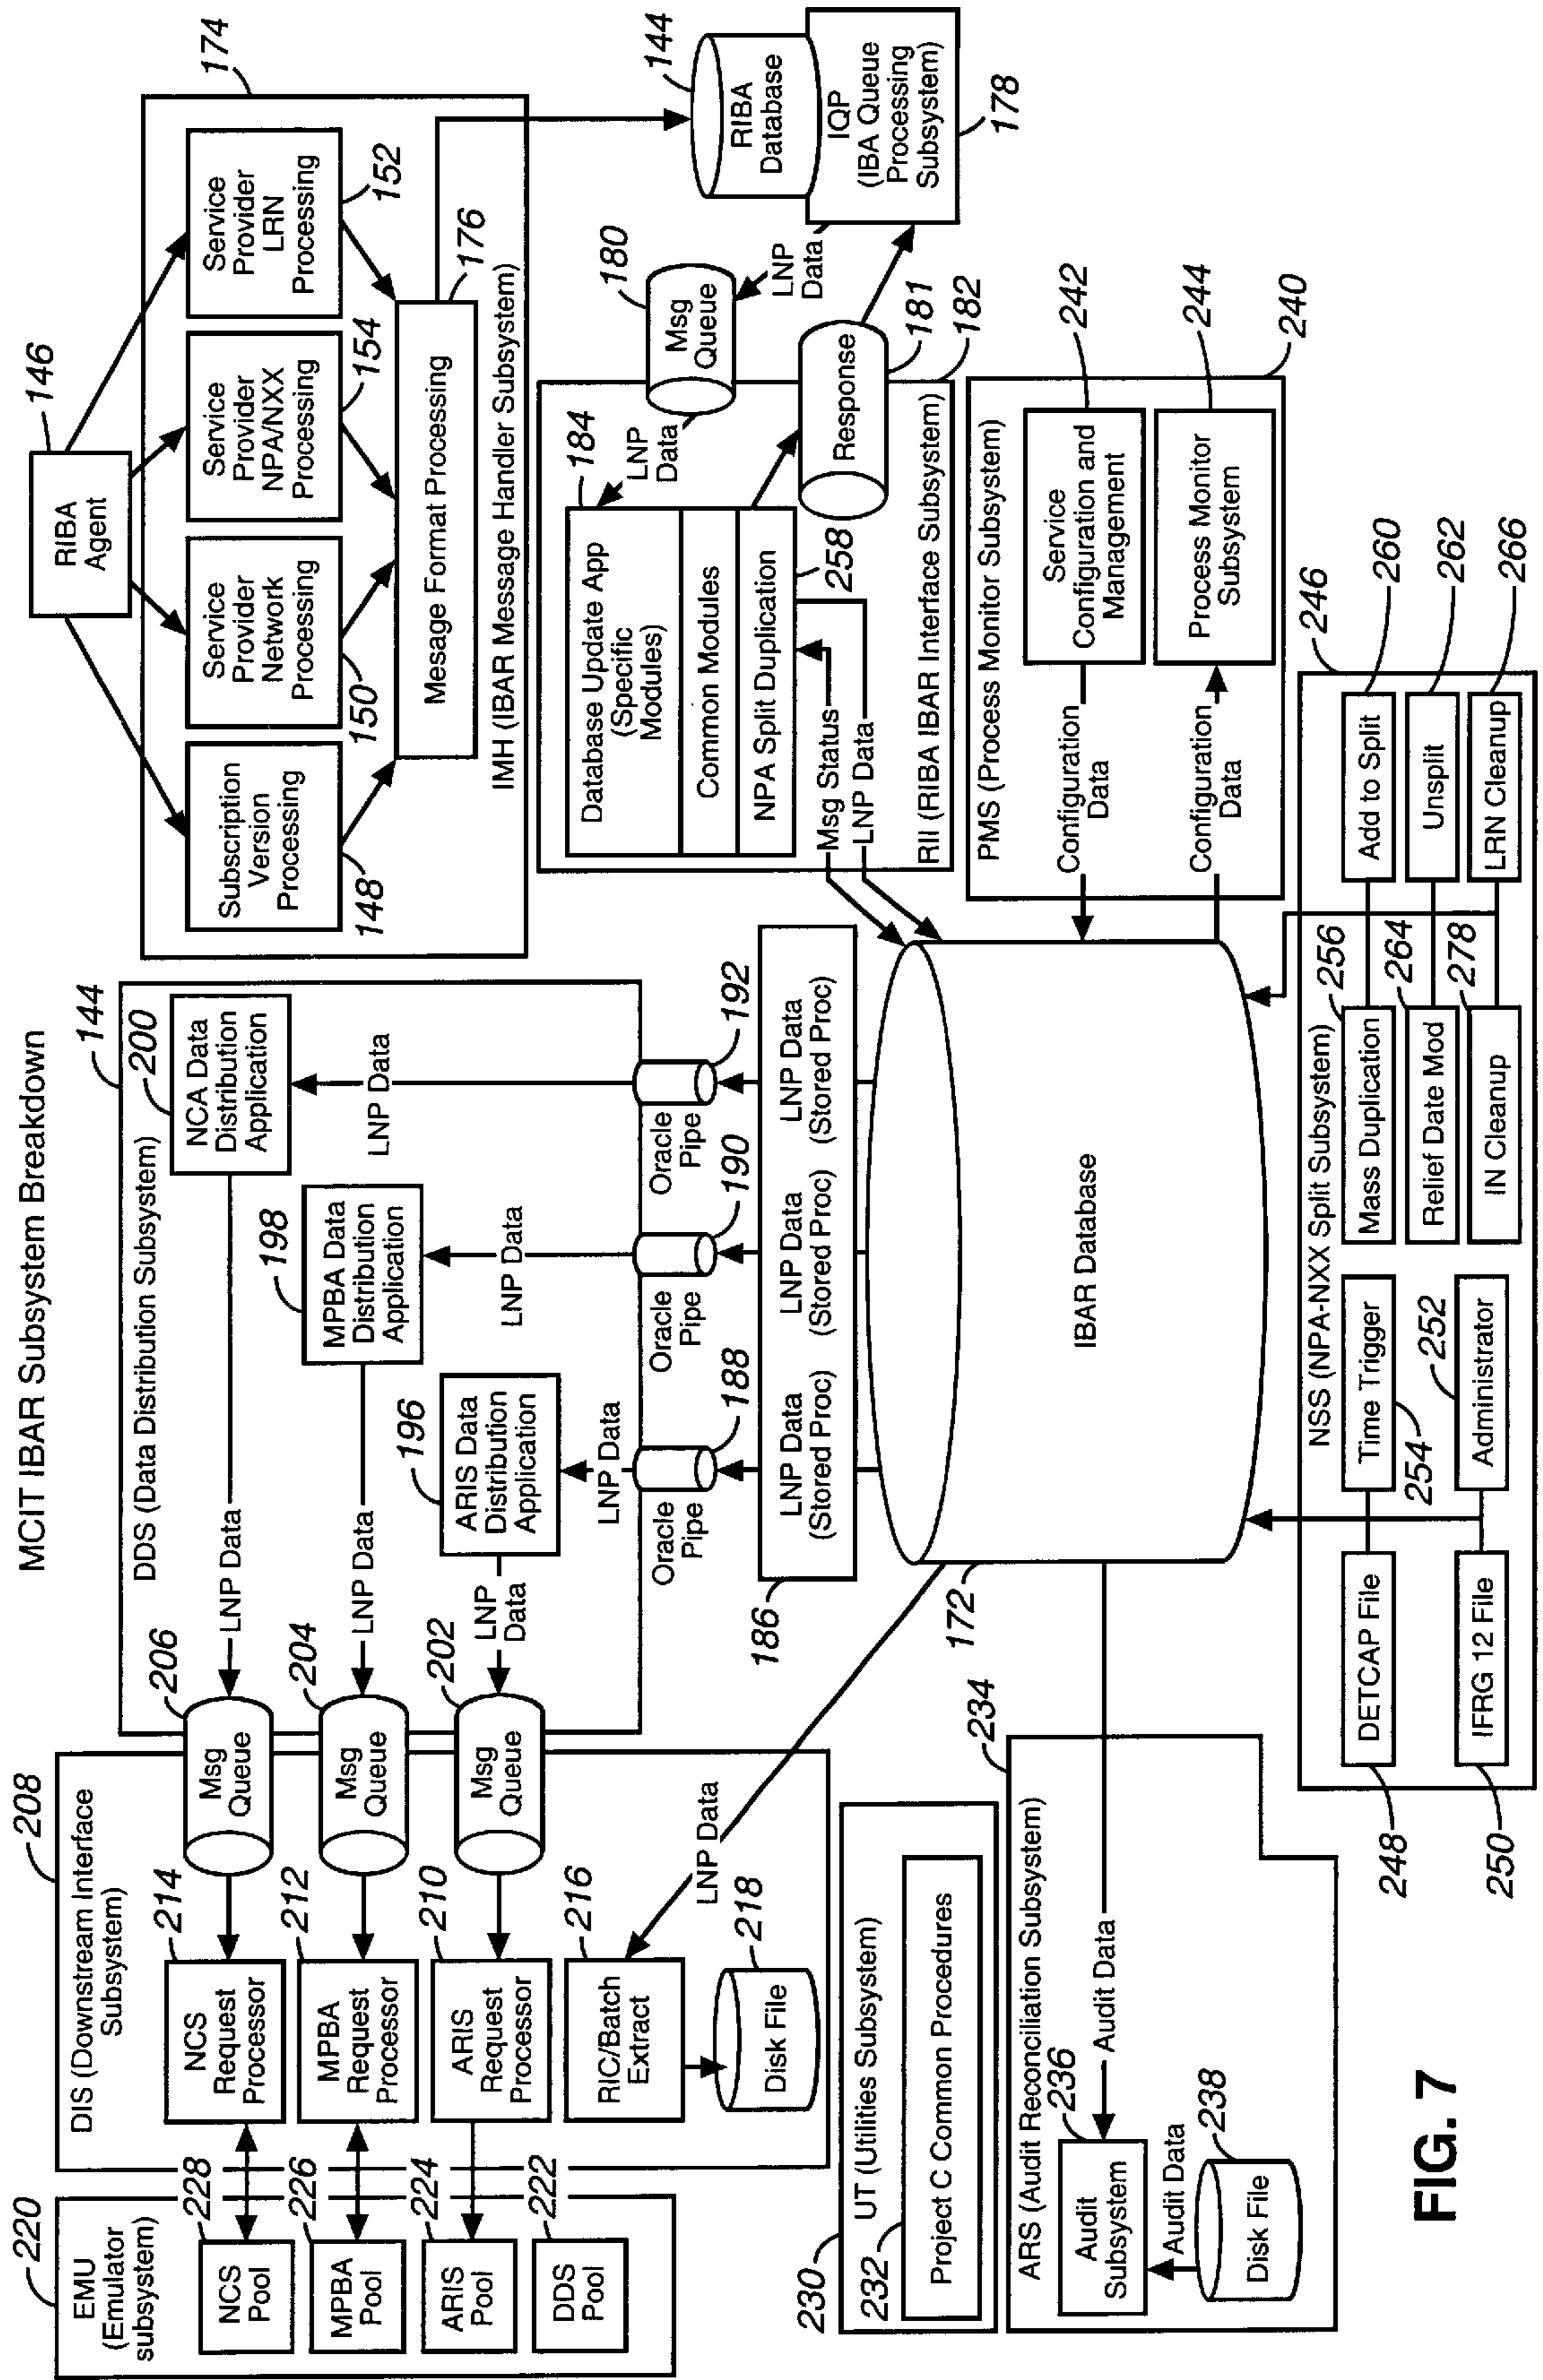 MCIT IBAR Subsystem Breakdown
220
EMU
(Emulator
subsystem)
NCS
Pool
228
MPBA
Pool
226
ARIS
Pool
224
DDS
Pool
222
208
DIS (Downstream Interface
Subsystem)
214
NCS
Request
Processor
212
MPBA
Request
Processor
210
ARIS
Request
Processor
216
RIC/Batch
Extract
218
Disk File
LNP Data
206
Msg
Queue
204
Msg
Queue
202
Msg
Queue
144
DDS (Data Distribution Subsystem)
LNP Data
LNP Data
LNP
Data
200
NCA Data
Distribution
Application
198
MPBA Data
Distribution
Application
196
ARIS Data
Distribution
Application
LNP Data
LNP Data
LNP Data
Oracle
Pipe
188
Oracle
Pipe
190
Oracle
Pipe
192
186
LNP Data
(Stored Proc)
LNP Data
(Stored Proc)
LNP Data
(Stored Proc)
172
IBAR Database
146
RIBA
Agent
174
Subscription
Version
Processing
148
Service
Provider
Network
Processing
150
Service
Provider
NPA/NXX
Processing
154
Service
Provider
LRN
Processing
152
Message Format Processing
176
IMH (IBAR Message Handler Subsystem)
144
RIBA
Database
IQP
(IBA Queue
Processing
Subsystem)
178
180
Msg
Queue
LNP
Data
LNP
Data
184
Database Update App
(Specific
Modules)
Common Modules
NPA Split Duplication
258
Response
181
182
Msg Status
LNP Data
RII (RIBA IBAR Interface Subsystem)
PMS (Process Monitor Subsystem)
Service
Configuration and
Management
242
Process Monitor
Subsystem
244
240
Configuration
Data
Configuration
Data
230
UT (Utilities Subsystem)
232
Project C Common Procedures
234
ARS (Audit Reconciliation Subsystem)
236
Audit
Subsystem
Audit Data
Audit Data
238
Disk File
246
NSS (NPA-NXX Split Subsystem)
DETCAP File
248
IFRG 12 File
250
Time Trigger
254
252
Administrator
256
Mass Duplication
264
Relief Date Mod
278
IN Cleanup
Add to Split
260
Unsplit
262
LRN Cleanup
266
FIG. 7